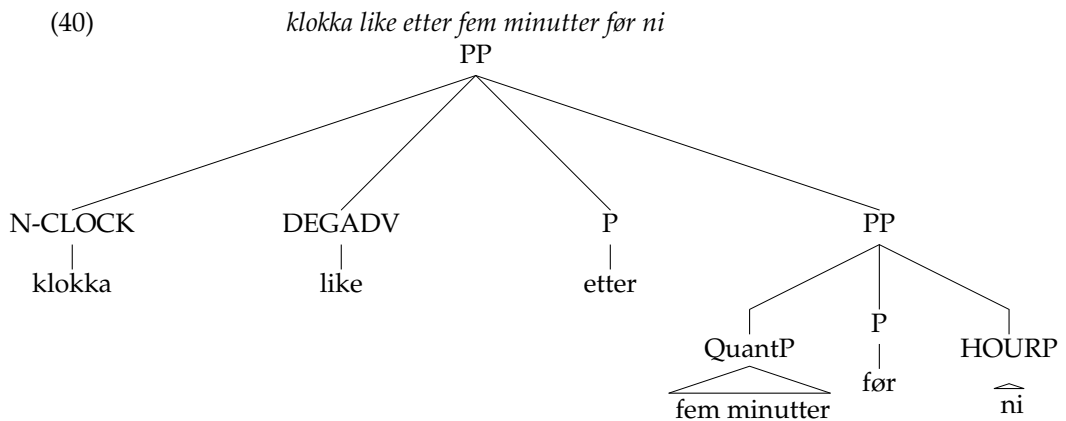 (40) klokka like etter fem minutter før ni
PP
N-CLOCK DEGADV P PP
klokka like etter
QuantP P HOURP
fem minutter før ni